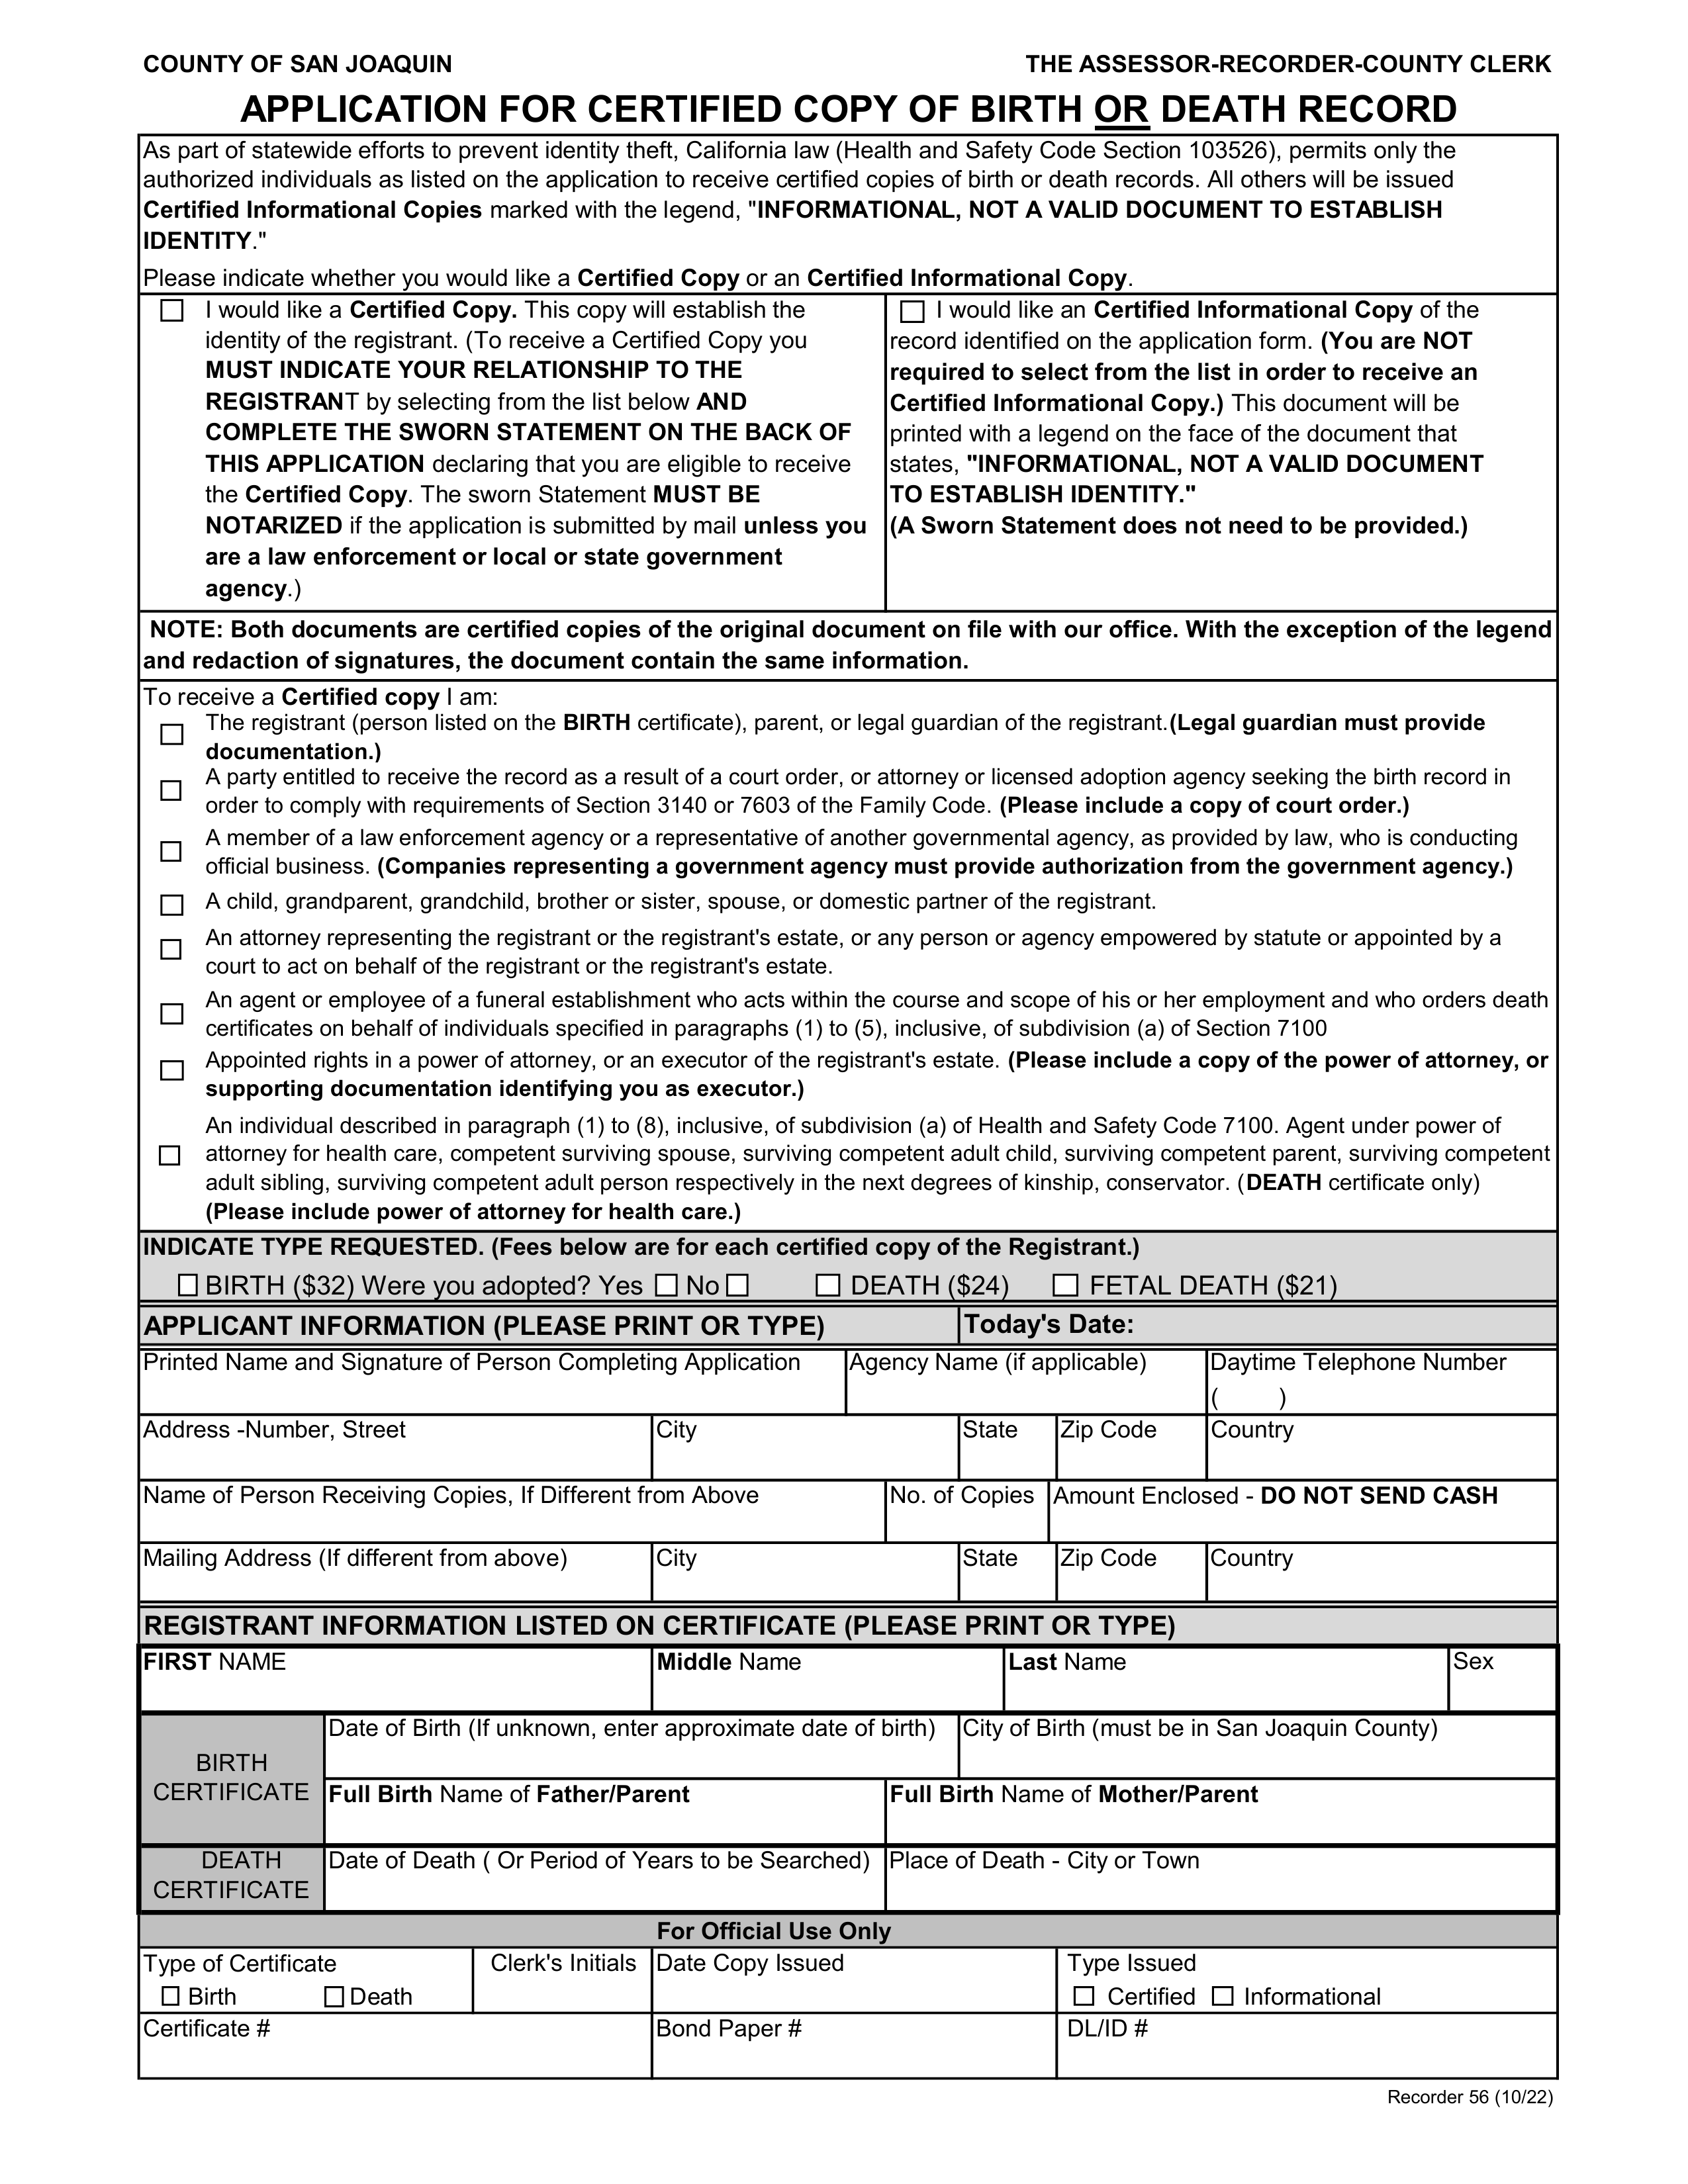 COUNTY OF SAN JOAQUIN THE ASSESSOR-RECORDER-COUNTY CLERK
APPLICATION FOR CERTIFIED COPY OF BIRTH OR DEATH RECORD
As part of statewide efforts to prevent identity theft, California law (Health and Safety Code Section 103526), permits only the
authorized individuals as listed on the application to receive certified copies of birth or death records. All others will be issued
Certified Informational Copies marked with the legend, "INFORMATIONAL, NOT A VALID DOCUMENT TO ESTABLISH
IDENTITY."
Please indicate whether you would like a Certified Copy or an Certified Informational Copy.
I would like a Certified Copy. This copy will establish the
identity of the registrant. (To receive a Certified Copy you
MUST INDICATE YOUR RELATIONSHIP TO THE
REGISTRANT by selecting from the list below AND
COMPLETE THE SWORN STATEMENT ON THE BACK OF
THIS APPLICATION declaring that you are eligible to receive
the Certified Copy. The sworn Statement MUST BE
NOTARIZED if the application is submitted by mail unless you
are a law enforcement or local or state government
agency.)
I would like an Certified Informational Copy of the
record identified on the application form. (You are NOT
required to select from the list in order to receive an
Certified Informational Copy.) This document will be
printed with a legend on the face of the document that
states, "INFORMATIONAL, NOT A VALID DOCUMENT
TO ESTABLISH IDENTITY."
(A Sworn Statement does not need to be provided.)
NOTE: Both documents are certified copies of the original document on file with our office. With the exception of the legend
and redaction of signatures, the document contain the same information.
To receive a Certified copy I am:
The registrant (person listed on the BIRTH certificate), parent, or legal guardian of the registrant.(Legal guardian must provide
documentation.)
A party entitled to receive the record as a result of a court order, or attorney or licensed adoption agency seeking the birth record in
order to comply with requirements of Section 3140 or 7603 of the Family Code. (Please include a copy of court order.)
A member of a law enforcement agency or a representative of another governmental agency, as provided by law, who is conducting
official business. (Companies representing a government agency must provide authorization from the government agency.)
A child, grandparent, grandchild, brother or sister, spouse, or domestic partner of the registrant.
An attorney representing the registrant or the registrant's estate, or any person or agency empowered by statute or appointed by a
court to act on behalf of the registrant or the registrant's estate.
An agent or employee of a funeral establishment who acts within the course and scope of his or her employment and who orders death
certificates on behalf of individuals specified in paragraphs (1) to (5), inclusive, of subdivision (a) of Section 7100
Appointed rights in a power of attorney, or an executor of the registrant's estate. (Please include a copy of the power of attorney, or
supporting documentation identifying you as executor.)
An individual described in paragraph (1) to (8), inclusive, of subdivision (a) of Health and Safety Code 7100. Agent under power of
attorney for health care, competent surviving spouse, surviving competent adult child, surviving competent parent, surviving competent
adult sibling, surviving competent adult person respectively in the next degrees of kinship, conservator. (DEATH certificate only)
(Please include power of attorney for health care.)
INDICATE TYPE REQUESTED. (Fees below are for each certified copy of the Registrant.)
BIRTH ($32) Were you adopted? Yes No DEATH ($24) FETAL DEATH ($21)
APPLICANT INFORMATION (PLEASE PRINT OR TYPE) Today's Date:
Printed Name and Signature of Person Completing Application Agency Name (if applicable) Daytime Telephone Number
( )
Address -Number, Street City State Zip Code Country
Name of Person Receiving Copies, If Different from Above No. of Copies Amount Enclosed - DO NOT SEND CASH
Mailing Address (If different from above) City State Zip Code Country
REGISTRANT INFORMATION LISTED ON CERTIFICATE (PLEASE PRINT OR TYPE)
FIRST NAME Middle Name Last Name Sex
BIRTH
CERTIFICATE
Date of Birth (If unknown, enter approximate date of birth) City of Birth (must be in San Joaquin County)
Full Birth Name of Father/Parent Full Birth Name of Mother/Parent
DEATH
CERTIFICATE
Date of Death ( Or Period of Years to be Searched) Place of Death - City or Town
For Official Use Only
Type of Certificate Clerk's Initials Date Copy Issued Type Issued
Birth Death Certified Informational
Certificate # Bond Paper # DL/ID #
Recorder 56 (10/22)